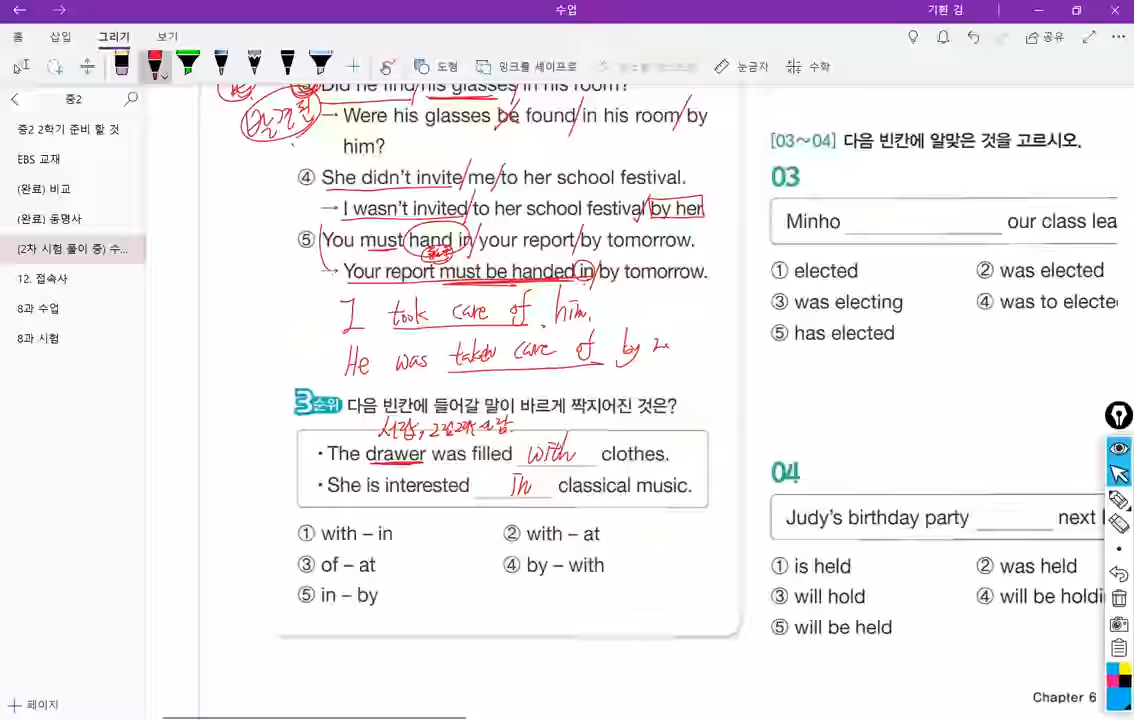 수업
기환 김
홈 삽입 그리기 보기
공유
도형 잉크를 셰이프로 눈금자 수학
중2
중2 2학기 준비 할 것
EBS 교재
(완료) 비교
(완료) 동명사
(2차 시험 풀이 중) 수...
12. 접속사
8과 수업
8과 시험
페이지
Did he find his glasses in his room?
→ Were his glasses be found in his room by
him?
④ She didn't invite me to her school festival.
→ I wasn't invited to her school festival by her
⑤ You must hand in your report by tomorrow.
→ Your report must be handed in by tomorrow.
I took care of him.
He was taken care of by
3순위 다음 빈칸에 들어갈 말이 바르게 짝지어진 것은?
서랍,
• The drawer was filled with clothes.
• She is interested in classical music.
① with – in ② with – at
③ of – at ④ by – with
⑤ in – by
[03~04] 다음 빈칸에 알맞은 것을 고르시오.
03
Minho ________ our class lea
① elected ② was elected
③ was electing ④ was to electe
⑤ has elected
04
Judy's birthday party ________ next
① is held ② was held
③ will hold ④ will be holdi
⑤ will be held
Chapter 6